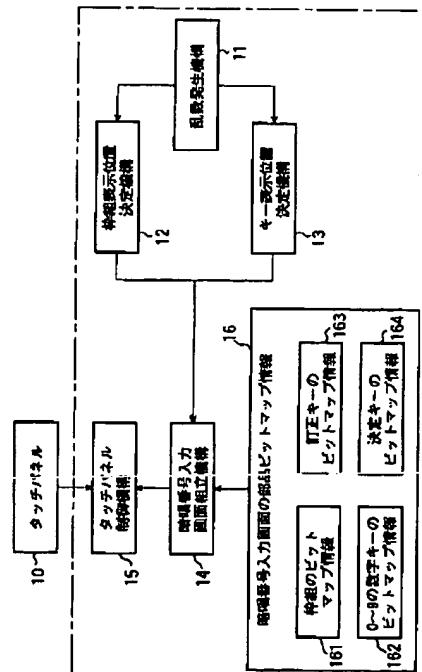 10
タッチパネル
15
タッチパネル
制御機構
14
暗唱番号入力
画面組立機構
12
枠組表示位置
決定機構
11
乱数発生機構
13
キー表示位置
決定機構
16
暗唱番号入力画面の部品ビットマップ情報
161
枠組のビット
マップ情報
163
訂正キーの
ビットマップ情報
162
0〜9の数字キーの
ビットマップ情報
164
決定キーの
ビットマップ情報